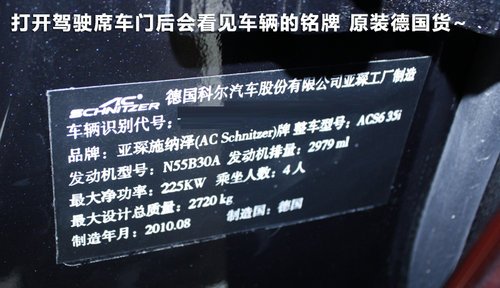 打开驾驶席车门后会看见车辆的铭牌 原装德国货~
AC SCHNITZER 德国科尔汽车股份有限公司亚琛工厂制造
车辆识别代号:
品牌: 亚琛施纳泽(AC Schnitzer)牌 整车型号: ACS6 3.5i
发动机型号: N55B30A 发动机排量: 2979 ml
最大净功率: 225KW 乘坐人数: 4人
最大设计总质量: 2720 kg
制造国: 德国
制造年月: 2010.08